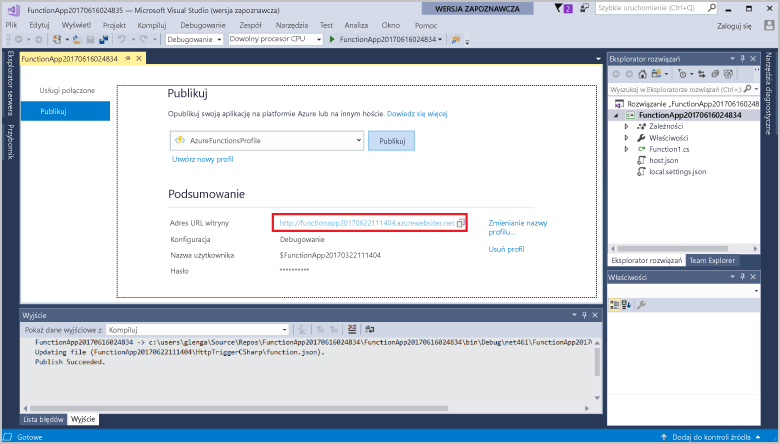 FunctionApp20170616024835 — Microsoft Visual Studio (wersja zapoznawcza)
WERSJA ZAPOZNAWCZA
2
Szybkie uruchomienie (Ctrl+Q)
Plik Edytuj Wyświetl Projekt Kompiluj Debugowanie Zespół Narzędzia Test Analiza Okno Pomoc
Zaloguj się
Debugowanie Dowolny procesor CPU FunctionApp20170616024834
Eksplorator serwera
Przybornik
FunctionApp20170616024834
Usługi połączone
Publikuj
Publikuj
Opublikuj swoją aplikację na platformie Azure lub na innym hoście. Dowiedz się więcej
AzureFunctionsProfile
Publikuj
Utwórz nowy profil
Podsumowanie
Adres URL witryny http://functionapp20170622111404.azurewebsites.net
Zmienianie nazwy profilu...
Konfiguracja Debugowanie
Usuń profil
Nazwa użytkownika $FunctionApp20170322111404
Hasło **********
Wyjście
Pokaż dane wyjściowe z: Kompiluj
FunctionApp20170616024834 -> c:\users\glenga\Source\Repos\FunctionApp20170616024834\FunctionApp20170616024834\bin\Debug\net461\FunctionApp2017
Updating file (FunctionApp20170622111404\HttpTriggerCSharp\function.json).
Publish Succeeded.
Lista błędów Wyjście
Eksplorator rozwiązań
Wyszukaj w Eksploratorze rozwiązań (Ctrl+;)
Rozwiązanie „FunctionApp20170616024
FunctionApp20170616024834
Zależności
Właściwości
Function1.cs
host.json
local.settings.json
Eksplorator rozwiązań Team Explorer
Właściwości
Narzędzia diagnostyczne
Gotowe
Dodaj do kontroli źródła